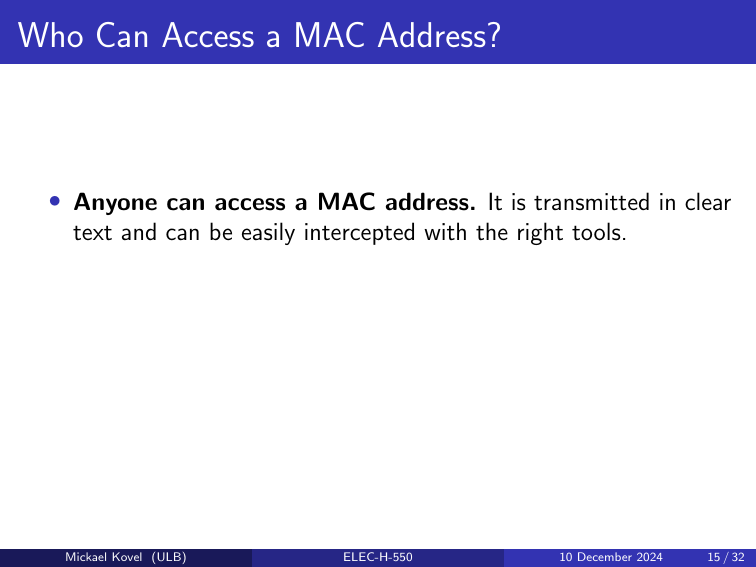 Who Can Access a MAC Address?
• Anyone can access a MAC address. It is transmitted in clear
text and can be easily intercepted with the right tools.
Mickael Kovel (ULB) ELEC-H-550 10 December 2024 15 / 32